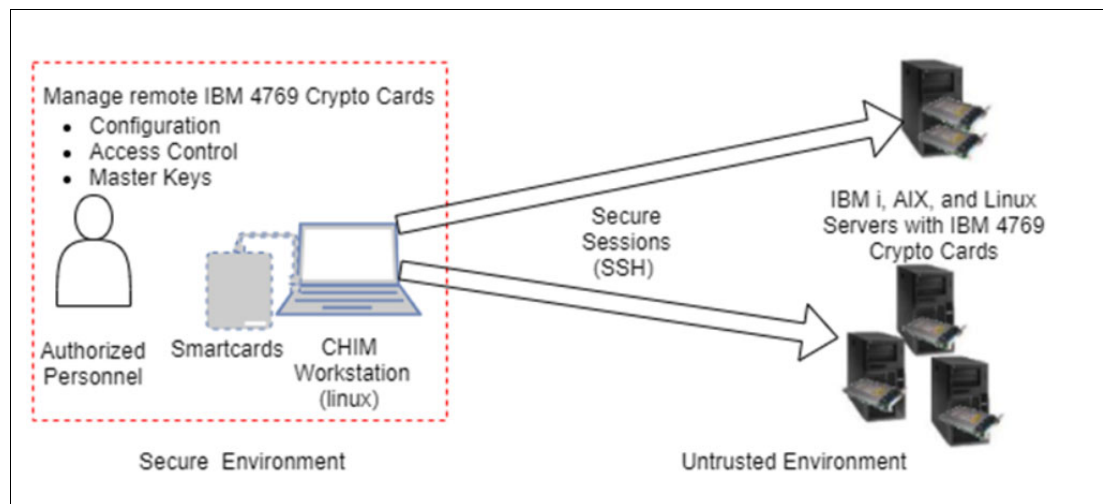 Manage remote IBM 4769 Crypto Cards
• Configuration
• Access Control
• Master Keys
Authorized
Personnel
Smartcards
CHIM
Workstation
(linux)
Secure Environment
Secure
Sessions
(SSH)
IBM i, AIX, and Linux
Servers with IBM 4769
Crypto Cards
Untrusted Environment